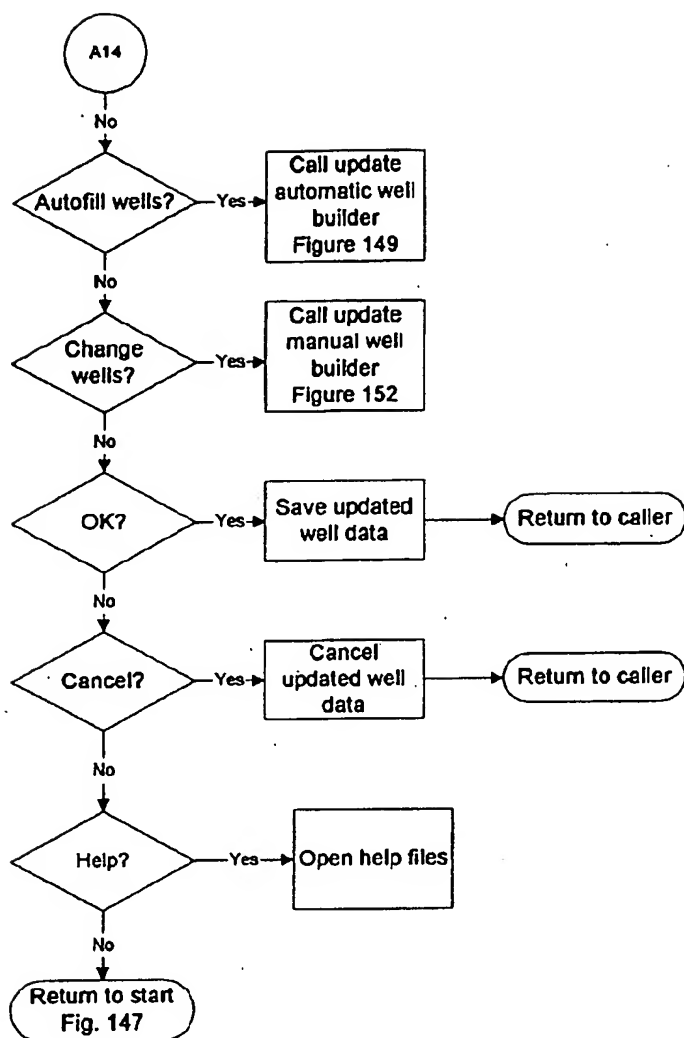 A14
No
Autofill wells?
Yes
Call update
automatic well
builder
Figure 149
No
Change
wells?
Yes
Call update
manual well
builder
Figure 152
No
OK?
Yes
Save updated
well data
Return to caller
No
Cancel?
Yes
Cancel
updated well
data
Return to caller
No
Help?
Yes
Open help files
No
Return to start
Fig. 147